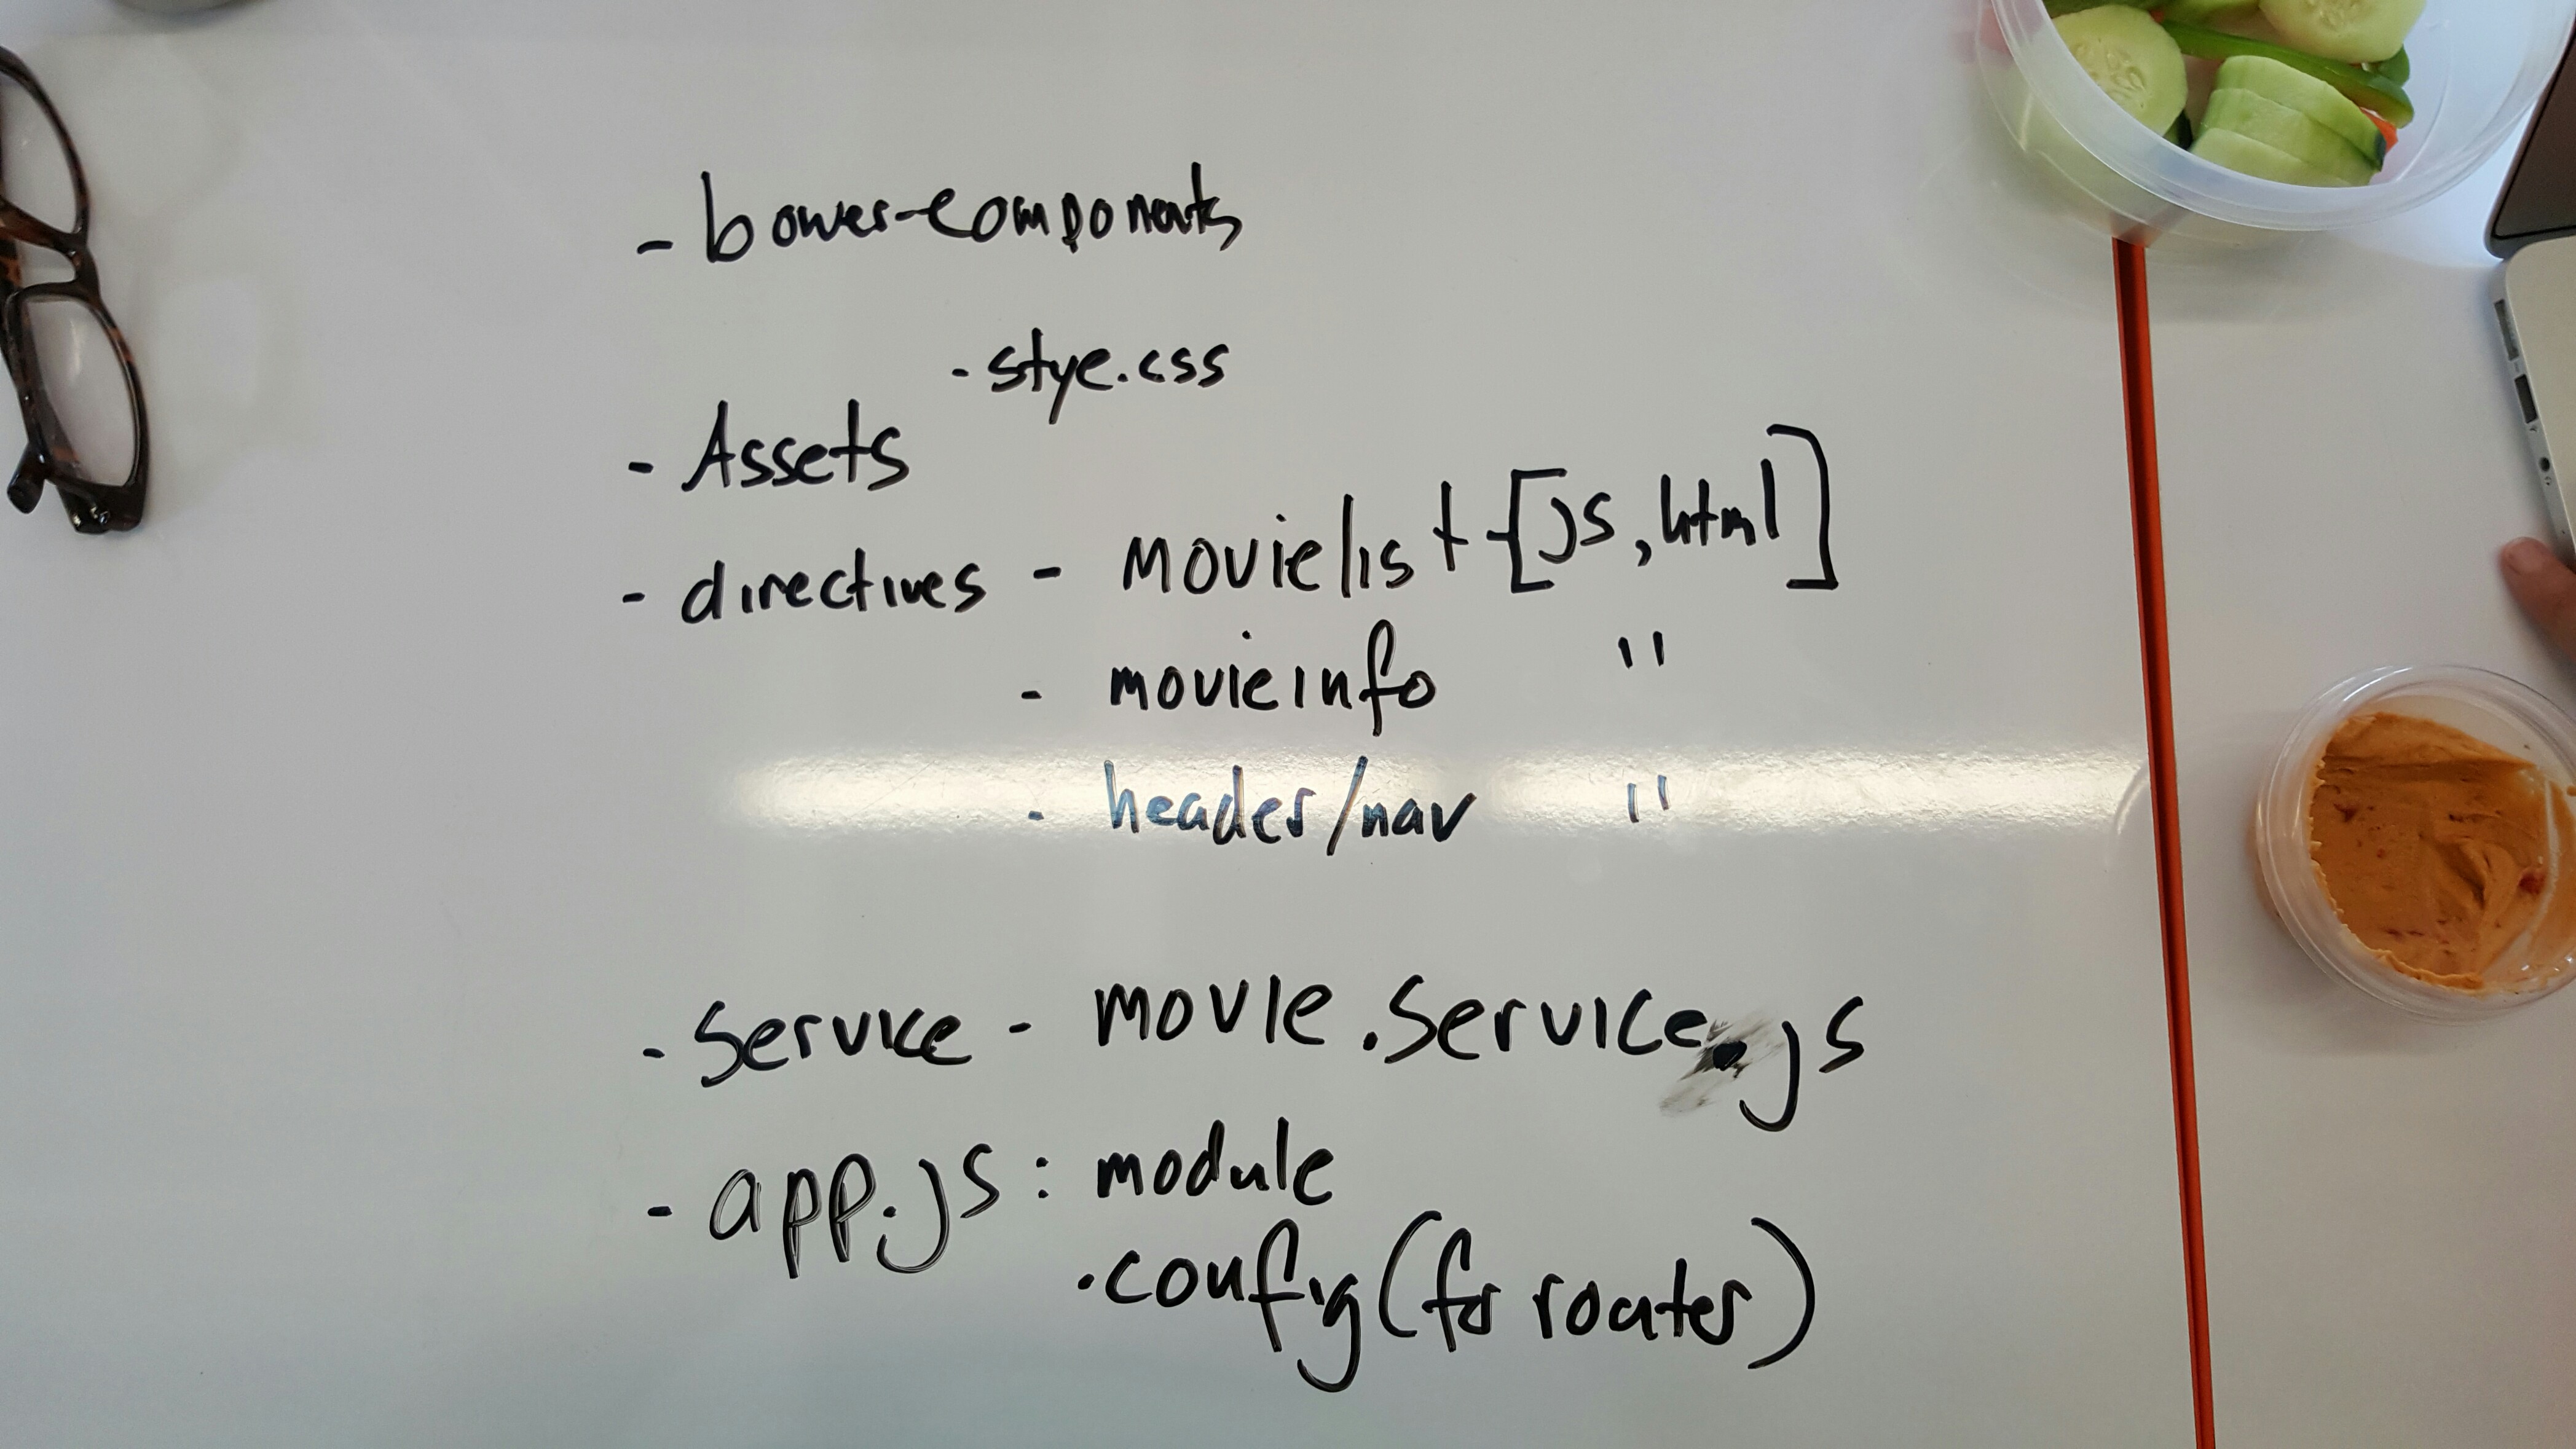 - bower-components
· stye.css
- Assets
- directives - movielist [js, html]
- movieinfo "
- header/nav "
- Service - movie.service.js
- app.js : module
.config (for router)